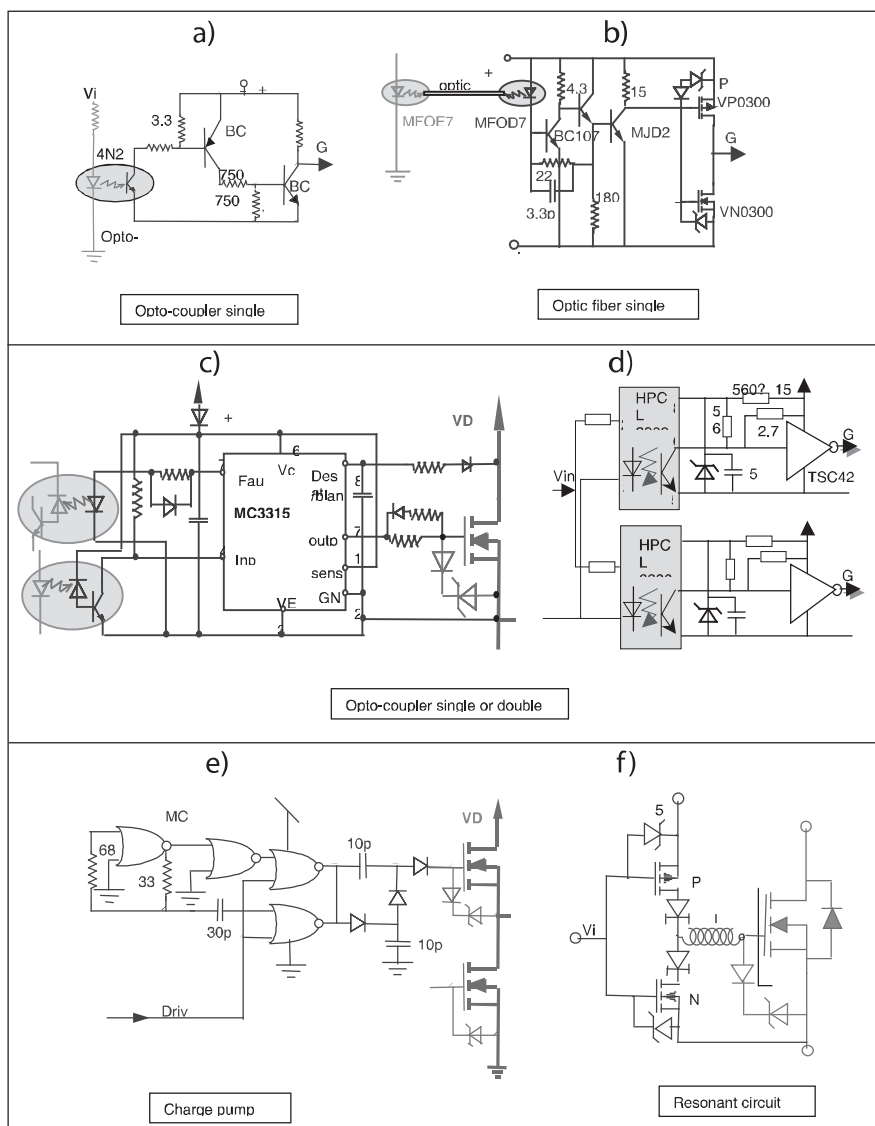 a)
Vi
+
3.3
BC
4N2
G
750
750
BC
Opto-
Opto-coupler single
b)
+
optic
4.3
15
P
VP0300
MFOE7
MFOD7
BC107
MJD2
G
22
180
3.3p
VN0300
Optic fiber single
c)
+
VD
6
Vc
Fau
Des
8
MC3315
7
outp
Inp
1
sens
GN
VE
2
d)
HPC
L
560?
15
5
6
2.7
G
Vin
5
TSC42
HPC
L
G
Opto-coupler single or double
e)
MC
VD
68
33
10p
30p
10p
Driv
Charge pump
f)
5
P
l
Vi
N
Resonant circuit